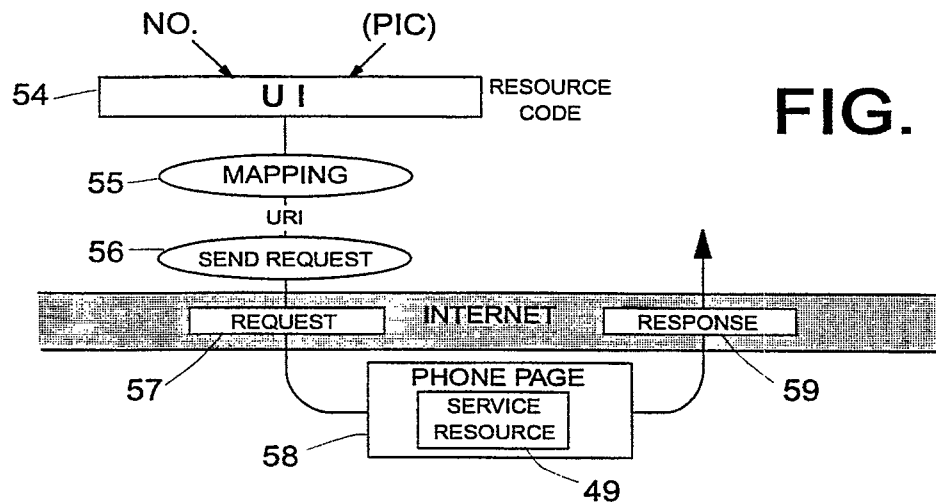 NO. (PIC)
54 U I RESOURCE CODE
FIG.
55 MAPPING
URI
56 SEND REQUEST
REQUEST INTERNET RESPONSE
57 PHONE PAGE 59
SERVICE
RESOURCE
58
49